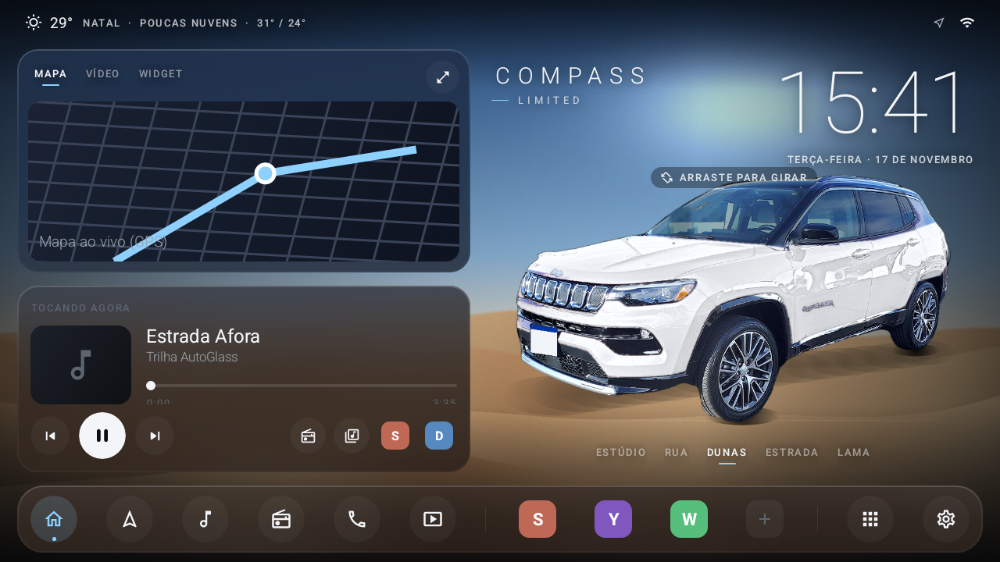 29° NATAL · POUCAS NUVENS · 31° / 24°
MAPA VÍDEO WIDGET
Mapa ao vivo (GPS)
TOCANDO AGORA
Estrada Afora
Trilha AutoGlass
0:00 3:35
S D
COMPASS
LIMITED
15:41
TERÇA-FEIRA · 17 DE NOVEMBRO
ARRASTE PARA GIRAR
ESTÚDIO RUA DUNAS ESTRADA LAMA
S Y W +